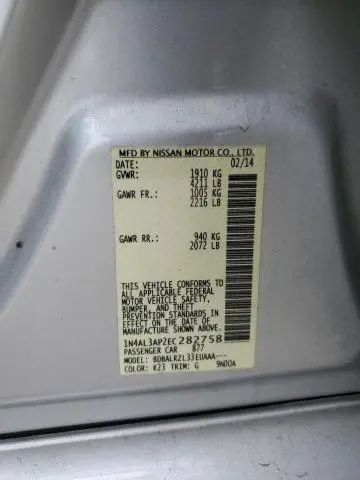 MFD BY NISSAN MOTOR CO., LTD.
DATE: 02/14
GVWR: 1910 KG
4211 LB
GAWR FR.: 1005 KG
2216 LB
GAWR RR.: 940 KG
2072 LB
THIS VEHICLE CONFORMS TO
ALL APPLICABLE FEDERAL
MOTOR VEHICLE SAFETY,
BUMPER, AND THEFT
PREVENTION STANDARDS
IN EFFECT ON THE DATE
OF MANUFACTURE SHOWN
ABOVE.
1N4AL3AP2EC282758
PASSENGER CAR 877
MODEL: BDBALRZL33EUAAA---
COLOR: K23 TRIM: G 9NDOA